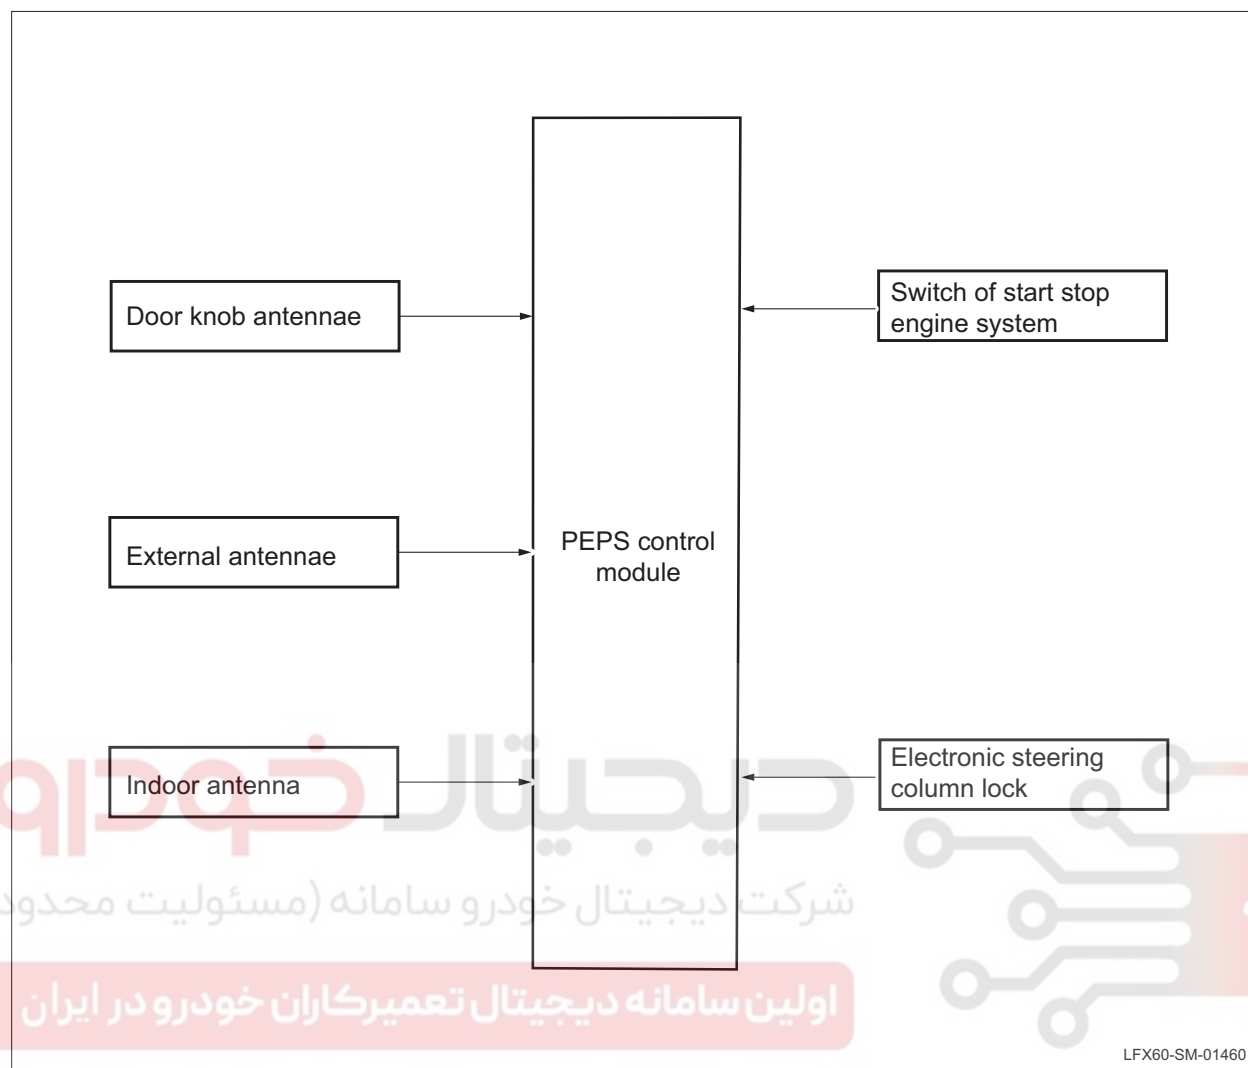 Door knob antennae
Switch of start stop
engine system
External antennae
PEPS control
module
Indoor antenna
Electronic steering
column lock
دیجیتال خودرو
شرکت دیجیتال خودرو سامانه (مسئولیت محدود
اولین سامانه دیجیتال تعمیرکاران خودرو در ایران
LFX60-SM-01460